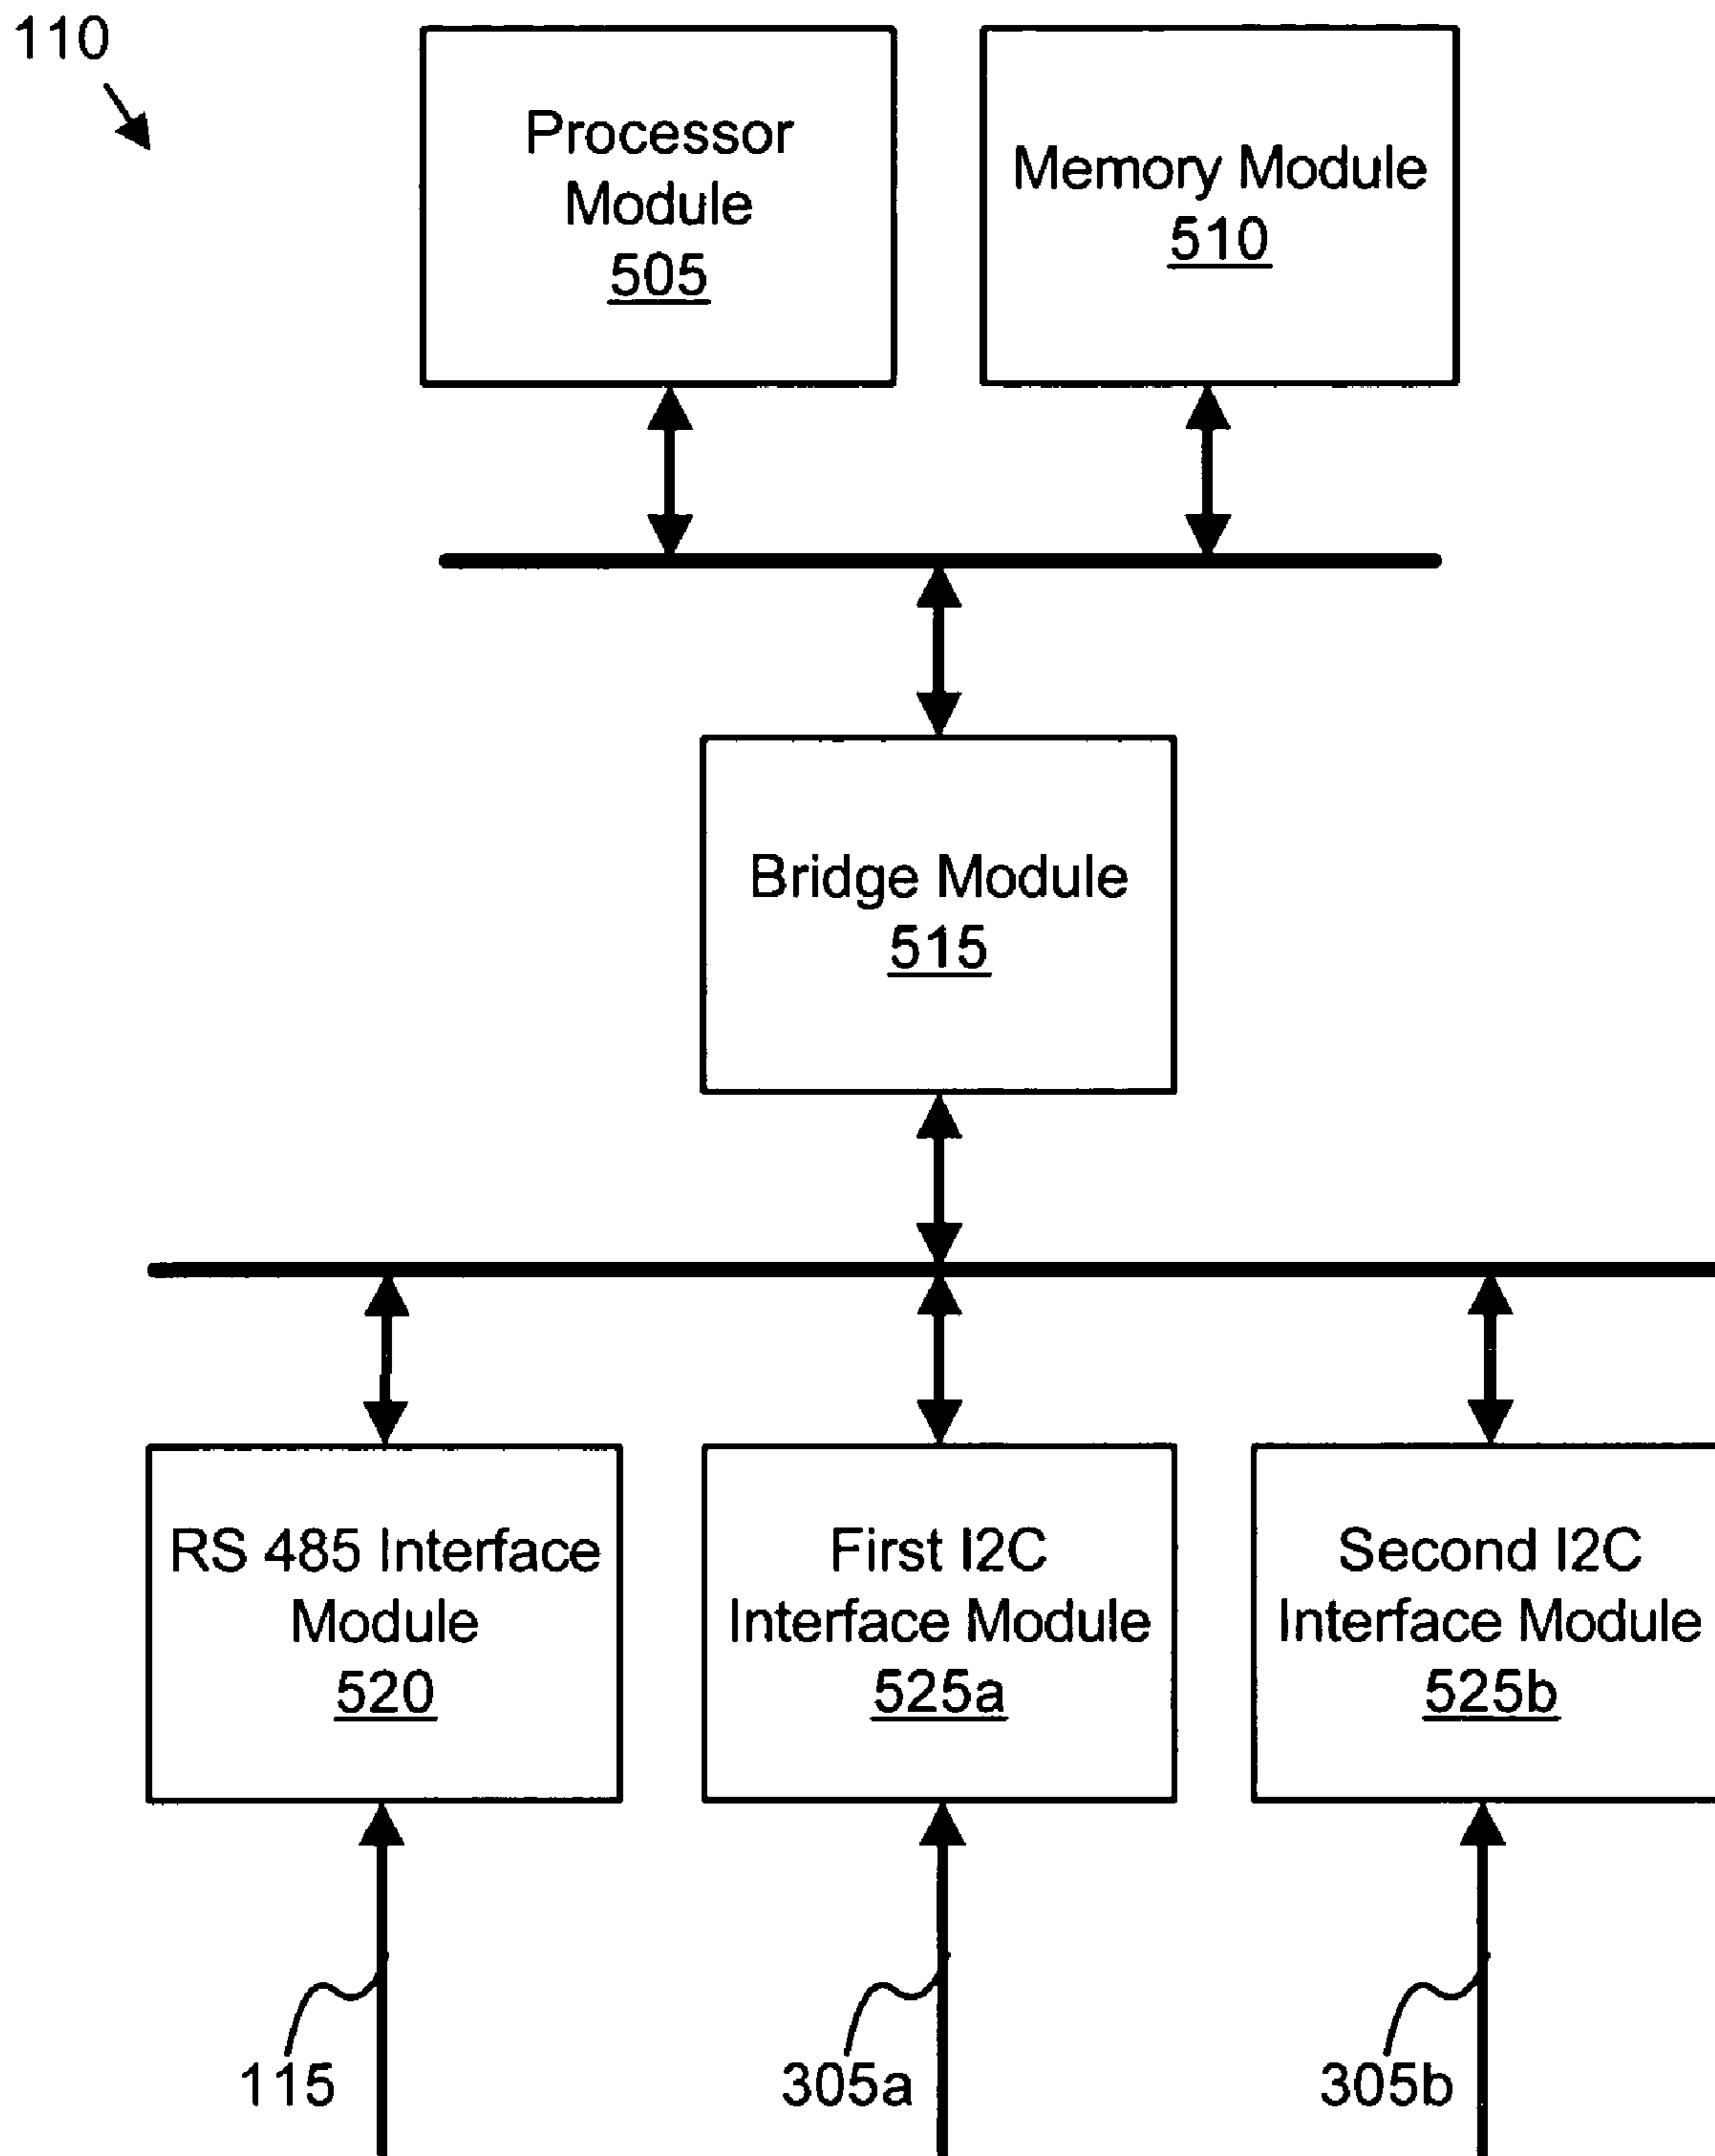 110
Processor
Module
505
Memory Module
510
Bridge Module
515
RS 485 Interface
Module
520
First I2C
Interface Module
525a
Second I2C
Interface Module
525b
115
305a
305b